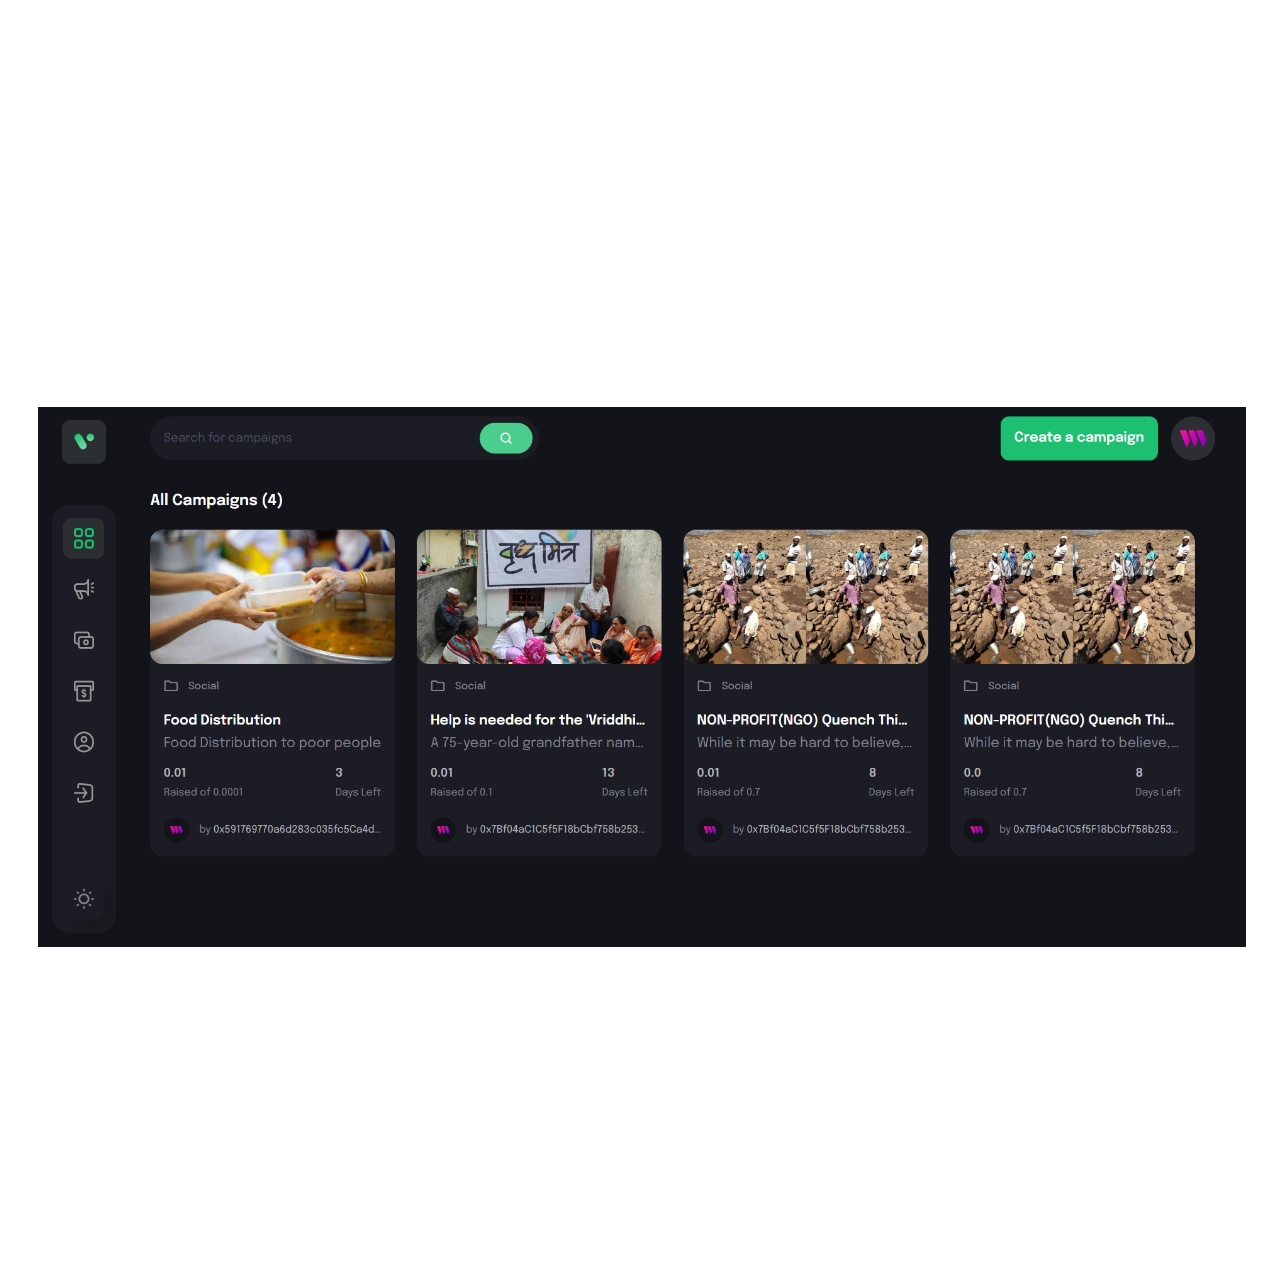 Search for campaigns
Create a campaign
All Campaigns (4)
वृद्ध मित्र
Social
Food Distribution
Food Distribution to poor people
0.01
3
Raised of 0.0001
Days Left
by 0x591769770a6d283c035fc5Ca4d...
Social
Help is needed for the 'Vriddhi...
A 75-year-old grandfather nam...
0.01
13
Raised of 0.1
Days Left
by 0x7Bf04aC1C5f5F18bCbf758b253...
Social
NON-PROFIT(NGO) Quench Thi...
While it may be hard to believe,...
0.01
8
Raised of 0.7
Days Left
by 0x7Bf04aC1C5f5F18bCbf758b253...
Social
NON-PROFIT(NGO) Quench Thi...
While it may be hard to believe,...
0.0
8
Raised of 0.7
Days Left
by 0x7Bf04aC1C5f5F18bCbf758b253...